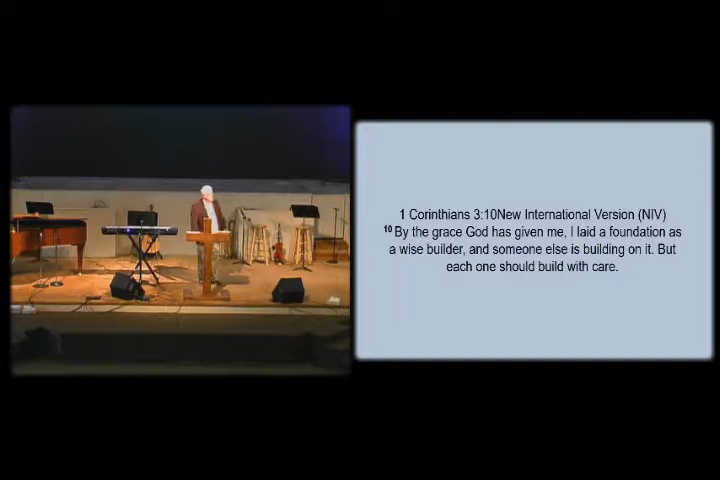 1 Corinthians 3:10New International Version (NIV)
10 By the grace God has given me, I laid a foundation as
a wise builder, and someone else is building on it. But
each one should build with care.